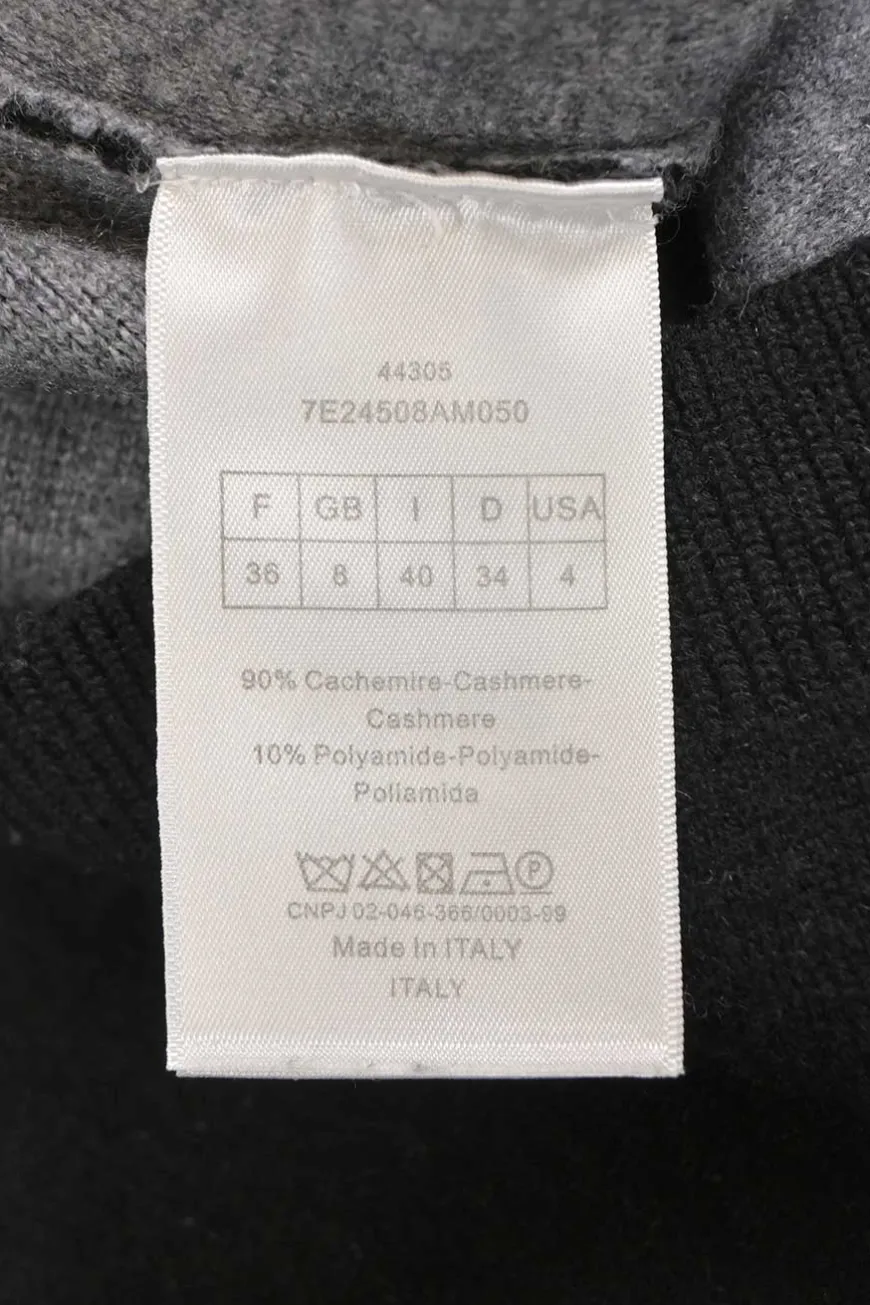 44305
7E24508AM050
F GB I D USA
36 8 40 34 4
90% Cachemire-Cashmere-
Cashmere
10% Polyamide-Polyamide-
Poliamida
P
CNPJ 02-046-366/0003-99
Made in ITALY
ITALY